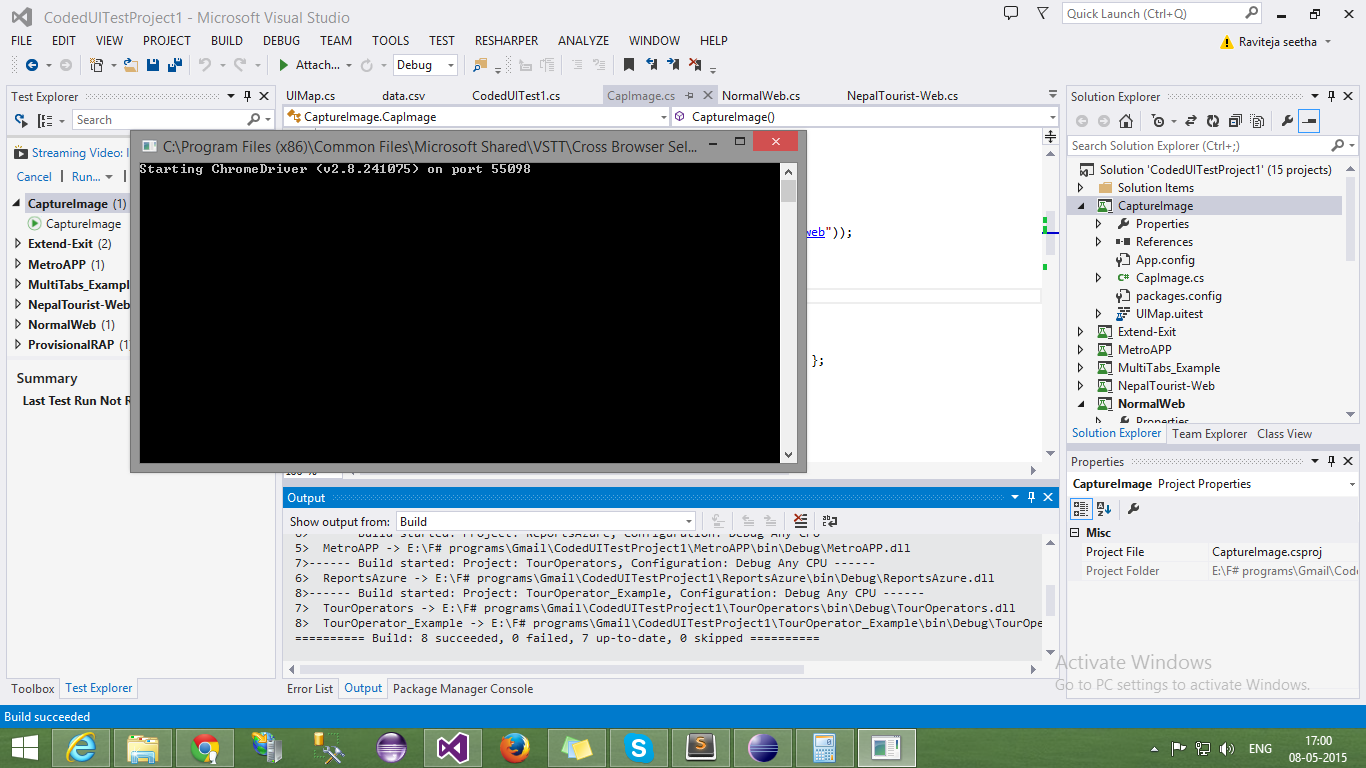 CodedUITestProject1 - Microsoft Visual Studio
Quick Launch (Ctrl+Q)
FILE EDIT VIEW PROJECT BUILD DEBUG TEAM TOOLS TEST RESHARPER ANALYZE WINDOW HELP
Raviteja seetha
Attach... Debug
Test Explorer
Search
Streaming Video:
Cancel Run...
CaptureImage (1)
CaptureImage
Extend-Exit (2)
MetroAPP (1)
MultiTabs_Exampl
NepalTourist-Web
NormalWeb (1)
ProvisionalRAP (1
Summary
Last Test Run Not R
Toolbox Test Explorer
UIMap.cs data.csv CodedUITest1.cs CapImage.cs NormalWeb.cs NepalTourist-Web.cs
CaptureImage.CapImage CaptureImage()
C:\Program Files (x86)\Common Files\Microsoft Shared\VSTT\Cross Browser Sel...
Starting ChromeDriver (v2.8.241075) on port 55098
web"));
};
Output
Show output from: Build
Build started: Project: ReportsAzure, Configuration: Debug Any CPU
5> MetroAPP -> E:\F# programs\Gmail\CodedUITestProject1\MetroAPP\bin\Debug\MetroAPP.dll
7>------ Build started: Project: TourOperators, Configuration: Debug Any CPU ------
6> ReportsAzure -> E:\F# programs\Gmail\CodedUITestProject1\ReportsAzure\bin\Debug\ReportsAzure.dll
8>------ Build started: Project: TourOperator_Example, Configuration: Debug Any CPU ------
7> TourOperators -> E:\F# programs\Gmail\CodedUITestProject1\TourOperators\bin\Debug\TourOperators.dll
8> TourOperator_Example -> E:\F# programs\Gmail\CodedUITestProject1\TourOperator_Example\bin\Debug\TourOpe
========== Build: 8 succeeded, 0 failed, 7 up-to-date, 0 skipped ==========
Error List Output Package Manager Console
Solution Explorer
Search Solution Explorer (Ctrl+;)
Solution 'CodedUITestProject1' (15 projects)
Solution Items
CaptureImage
Properties
References
App.config
C# CapImage.cs
packages.config
UIMap.uitest
Extend-Exit
MetroAPP
MultiTabs_Example
NepalTourist-Web
NormalWeb
Properties
Solution Explorer Team Explorer Class View
Properties
CaptureImage Project Properties
Misc
Project File CaptureImage.csproj
Project Folder E:\F# programs\Gmail\Cod
Activate Windows
Go to PC settings to activate Windows.
Build succeeded
ENG
17:00
08-05-2015